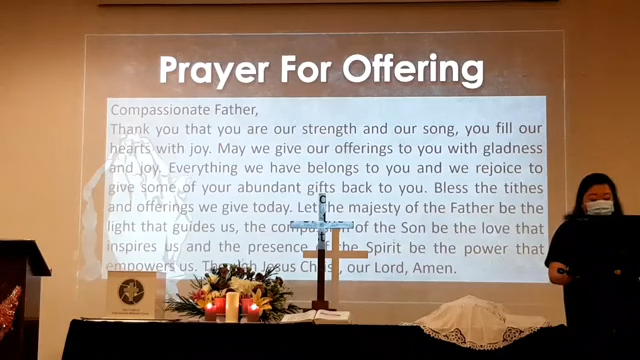 Prayer For Offering
Compassionate Father,
Thank you that you are our strength and our song, you fill our
hearts with joy. May we give our offerings to you with gladness
and joy. Everything we have belongs to you and we rejoice to
give some of your abundant gifts back to you. Bless the tithes
and offerings we give today. Let the majesty of the Father be the
light that guides us, the of the Son be the love that
inspires us and the presence of the Spirit be the power that
empowers us. Through Jesus Christ, our Lord, Amen.